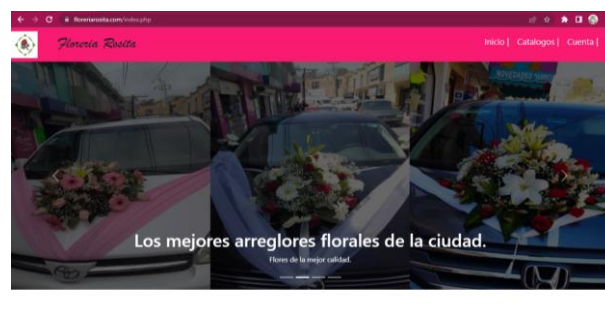 floreriarosita.com/index.php
Floreria Rosita
Inicio | Catalogos | Cuenta |
NOVEDADES
Los mejores arreglores florales de la ciudad.
Flores de la mejor calidad.